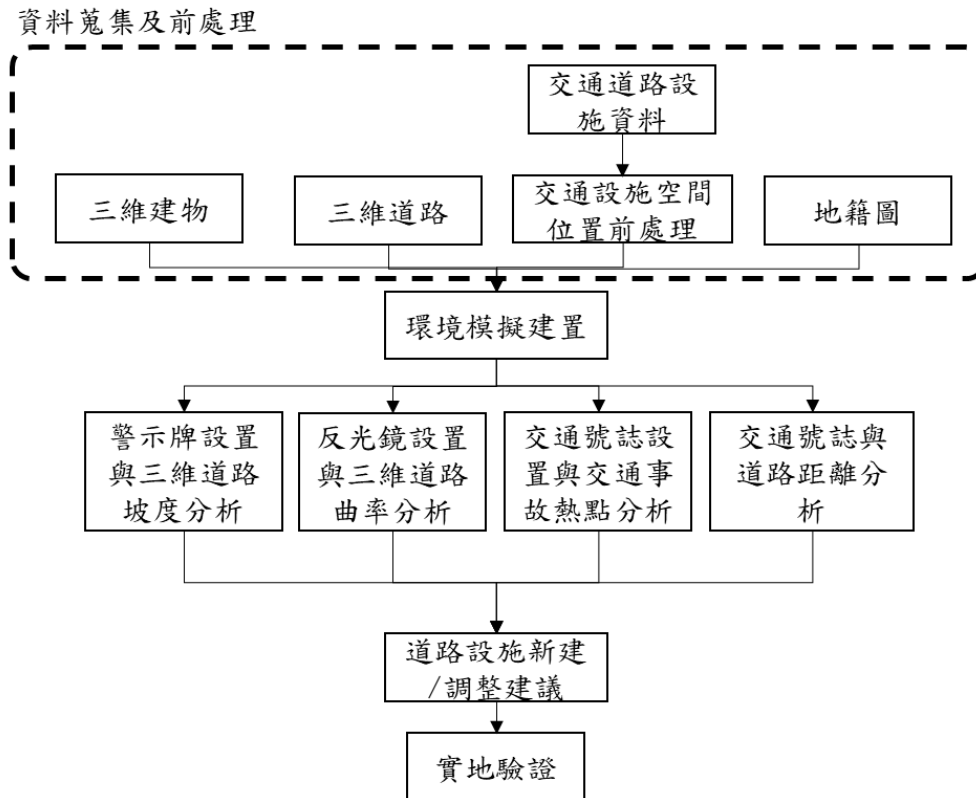 資料蒐集及前處理
交通道路設
施資料
三維建物
三維道路
交通設施空間
位置前處理
地籍圖
環境模擬建置
警示牌設置
與三維道路
坡度分析
反光鏡設置
與三維道路
曲率分析
交通號誌設
置與交通事
故熱點分析
交通號誌與
道路距離分
析
道路設施新建
/調整建議
實地驗證